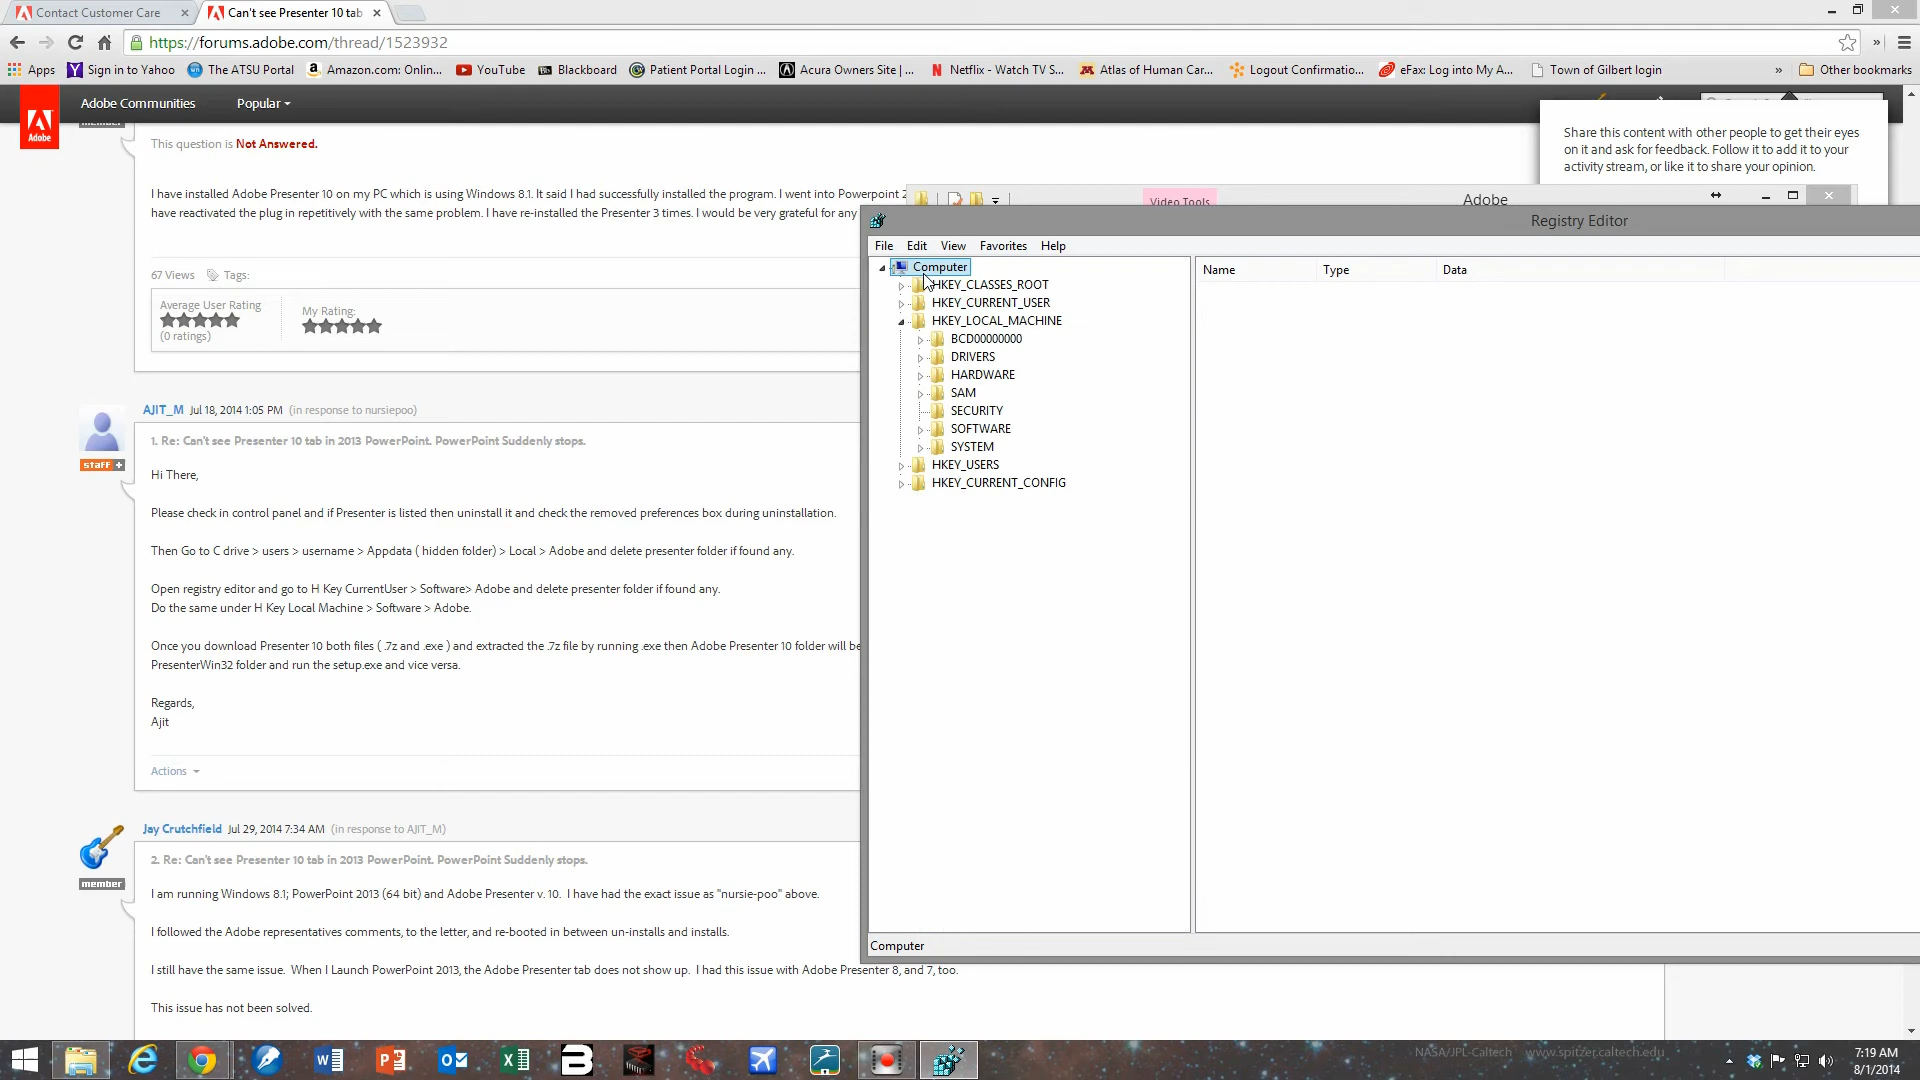 Contact Customer Care
Can't see Presenter 10 tab
https://forums.adobe.com/thread/1523932
Apps
Sign in to Yahoo
The ATSU Portal
Amazon.com: Onlin...
YouTube
Blackboard
Patient Portal Login ...
Acura Owners Site | ...
Netflix - Watch TV S...
Atlas of Human Car...
Logout Confirmatio...
eFax: Log into My A...
Town of Gilbert login
»
Other bookmarks
Adobe
Adobe Communities
Popular
This question is Not Answered.
Share this content with other people to get their eyes
on it and ask for feedback. Follow it to add it to your
activity stream, or like it to share your opinion.
I have installed Adobe Presenter 10 on my PC which is using Windows 8.1. It said I had successfully installed the program. I went into Powerpoint 2
have reactivated the plug in repetitively with the same problem. I have re-installed the Presenter 3 times. I would be very grateful for any
67 Views
Tags:
Average User Rating
(0 ratings)
My Rating:
Video Tools
Adobe
Registry Editor
File
Edit
View
Favorites
Help
Computer
HKEY_CLASSES_ROOT
HKEY_CURRENT_USER
HKEY_LOCAL_MACHINE
BCD00000000
DRIVERS
HARDWARE
SAM
SECURITY
SOFTWARE
SYSTEM
HKEY_USERS
HKEY_CURRENT_CONFIG
Name
Type
Data
Computer
AJIT_M Jul 18, 2014 1:05 PM (in response to nursiepoo)
staff +
1. Re: Can't see Presenter 10 tab in 2013 PowerPoint. PowerPoint Suddenly stops.
Hi There,
Please check in control panel and if Presenter is listed then uninstall it and check the removed preferences box during uninstallation.
Then Go to C drive > users > username > Appdata ( hidden folder) > Local > Adobe and delete presenter folder if found any.
Open registry editor and go to H Key CurrentUser > Software> Adobe and delete presenter folder if found any.
Do the same under H Key Local Machine > Software > Adobe.
Once you download Presenter 10 both files ( .7z and .exe ) and extracted the .7z file by running .exe then Adobe Presenter 10 folder will be
PresenterWin32 folder and run the setup.exe and vice versa.
Regards,
Ajit
Actions
Jay Crutchfield Jul 29, 2014 7:34 AM (in response to AJIT_M)
member
2. Re: Can't see Presenter 10 tab in 2013 PowerPoint. PowerPoint Suddenly stops.
I am running Windows 8.1; PowerPoint 2013 (64 bit) and Adobe Presenter v. 10. I have had the exact issue as "nursie-poo" above.
I followed the Adobe representatives comments, to the letter, and re-booted in between un-installs and installs.
I still have the same issue. When I Launch PowerPoint 2013, the Adobe Presenter tab does not show up. I had this issue with Adobe Presenter 8, and 7, too.
This issue has not been solved.
NASA/JPL-Caltech www.spitzer.caltech.edu
7:19 AM
8/1/2014